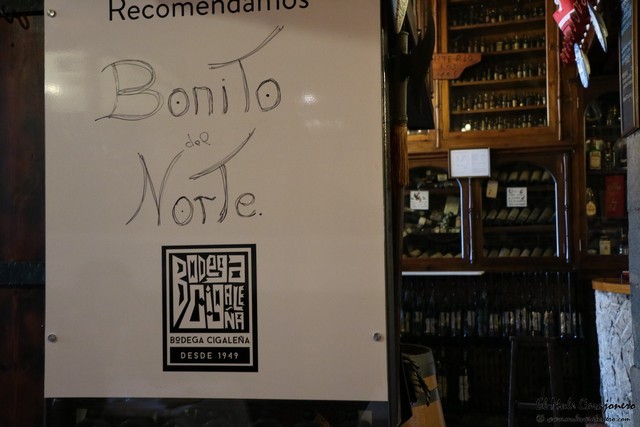 Recomendamos
BoniTo
del
NorTe.
BODEGA
CIGALEÑA
BODEGA CIGALEÑA
DESDE 1949